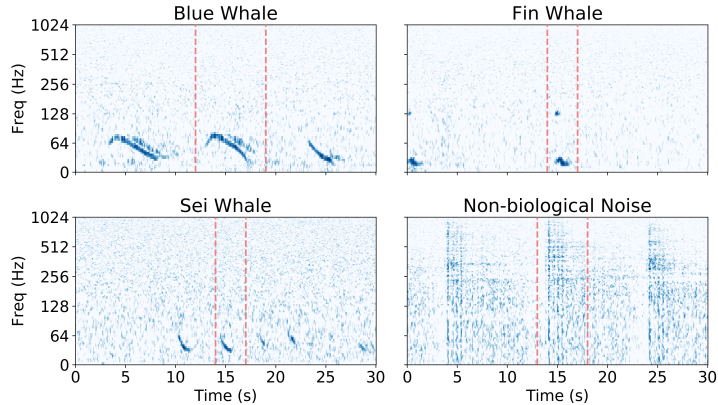 Blue Whale
Fin Whale
Freq (Hz)
1024
512
256
128
64
0
Sei Whale
Non-biological Noise
Freq (Hz)
1024
512
256
128
64
0
0 5 10 15 20 25 30
0 5 10 15 20 25 30
Time (s)
Time (s)